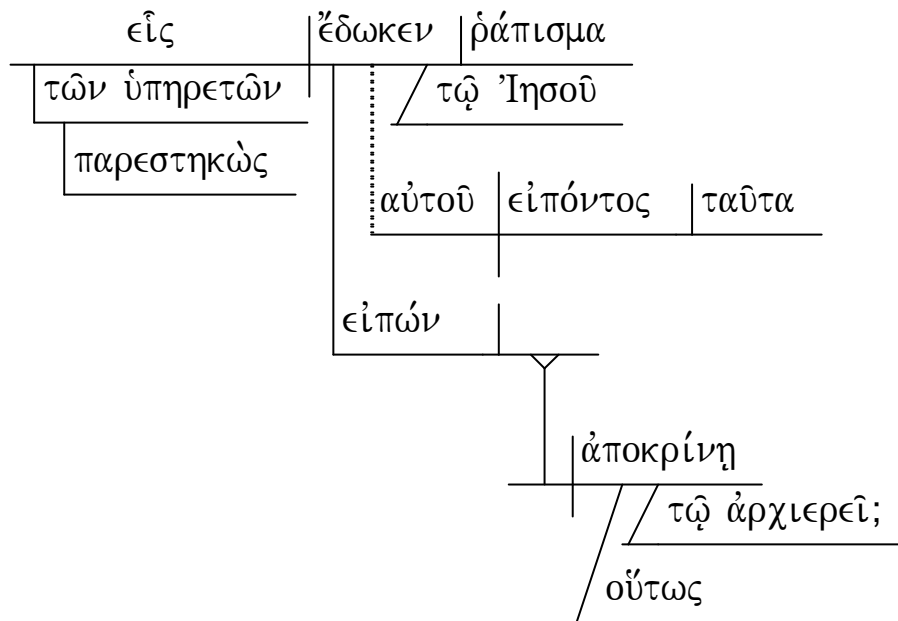 εἷς ἔδωκεν ῥάπισμα
τῶν ὑπηρετῶν τῷ Ἰησοῦ
παρεστηκὼς
αὐτοῦ εἰπόντος ταῦτα
εἰπών
ἀποκρίνῃ
τῷ ἀρχιερεῖ;
οὕτως